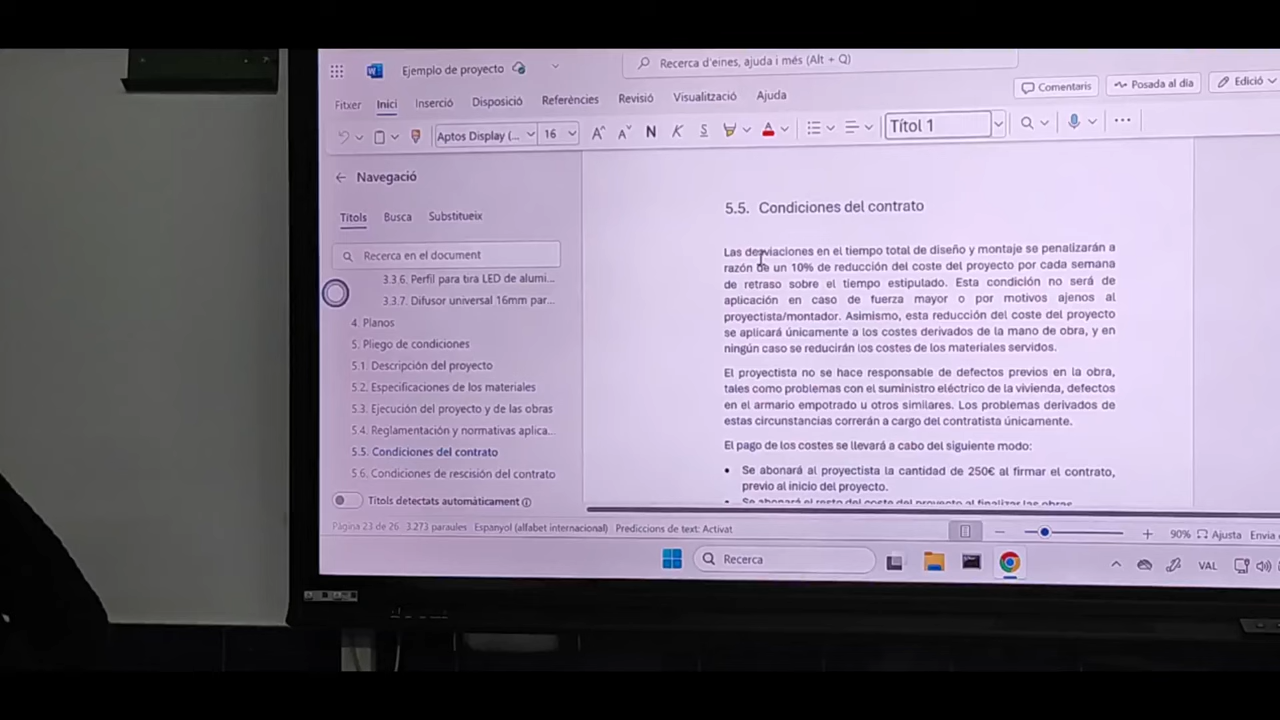 Ejemplo de proyecto
Recerca d'eines, ajuda i més (Alt + Q)
Comentaris
Posada al dia
Edició
Fitxer Inici Inserció Disposició Referències Revisió Visualització Ajuda
Aptos Display (... 16 N K S A Títol 1 ...
Navegació
Títols Busca Substitueix
Recerca en el document
3.3.6. Perfil para tira LED de alumi...
3.3.7. Difusor universal 16mm par...
4. Planos
5. Pliego de condiciones
5.1. Descripción del proyecto
5.2. Especificaciones de los materiales
5.3. Ejecución del proyecto y de las obras
5.4. Reglamentación y normativas aplica...
5.5. Condiciones del contrato
5.6. Condiciones de rescisión del contrato
Títols detectats automàticament
5.5. Condiciones del contrato
Las desviaciones en el tiempo total de diseño y montaje se penalizarán a
razón de un 10% de reducción del coste del proyecto por cada semana
de retraso sobre el tiempo estipulado. Esta condición no será de
aplicación en caso de fuerza mayor o por motivos ajenos al
proyectista/montador. Asimismo, esta reducción del coste del proyecto
se aplicará únicamente a los costes derivados de la mano de obra, y en
ningún caso se reducirán los costes de los materiales servidos.
El proyectista no se hace responsable de defectos previos en la obra,
tales como problemas con el suministro eléctrico de la vivienda, defectos
en el armario empotrado u otros similares. Los problemas derivados de
estas circunstancias correrán a cargo del contratista únicamente.
El pago de los costes se llevará a cabo del siguiente modo:
• Se abonará al proyectista la cantidad de 250€ al firmar el contrato,
previo al inicio del proyecto.
• Se abonará el resto del coste del proyecto al finalizar las obras
Pàgina 23 de 26 3.273 paraules Espanyol (alfabet internacional) Prediccions de text: Activat
90% Ajusta Envia
Recerca
VAL